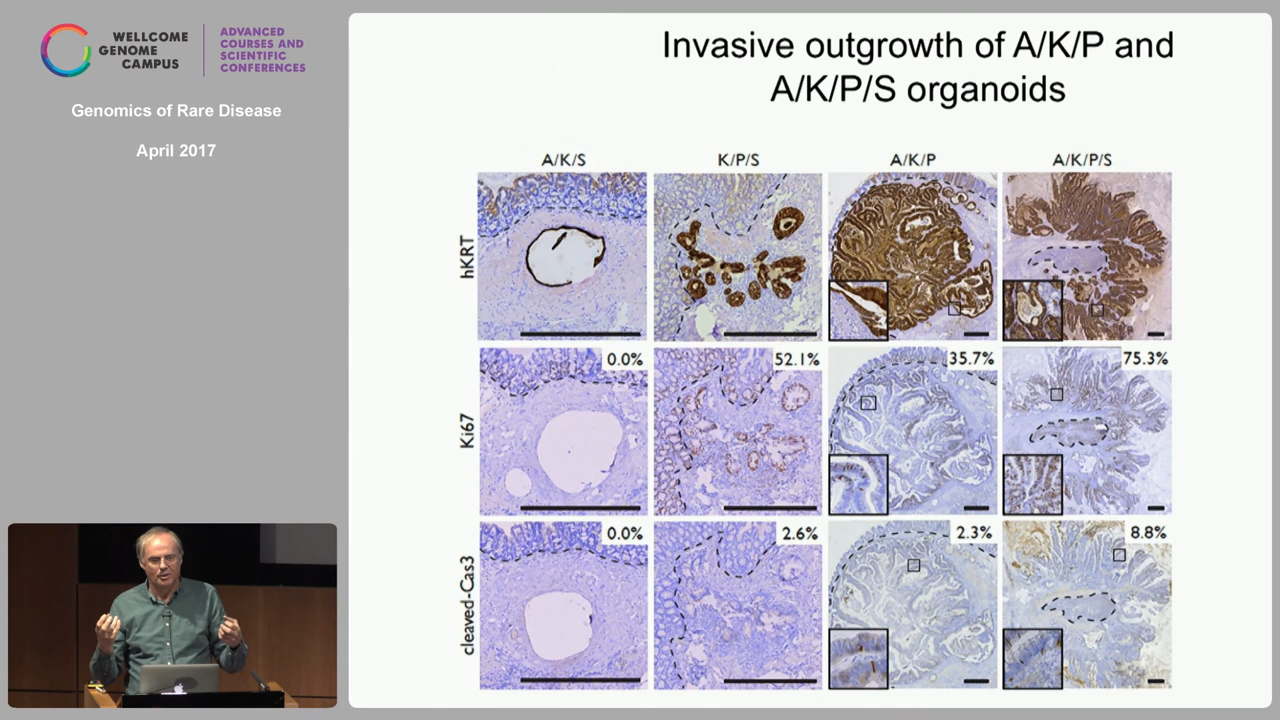 WELLCOME
GENOME
CAMPUS
ADVANCED
COURSES AND
SCIENTIFIC
CONFERENCES
Genomics of Rare Disease
April 2017
Invasive outgrowth of A/K/P and
A/K/P/S organoids
A/K/S K/P/S A/K/P A/K/P/S
hKRT
Ki67
0.0% 52.1% 35.7% 75.3%
cleaved-Cas3
0.0% 2.6% 2.3% 8.8%